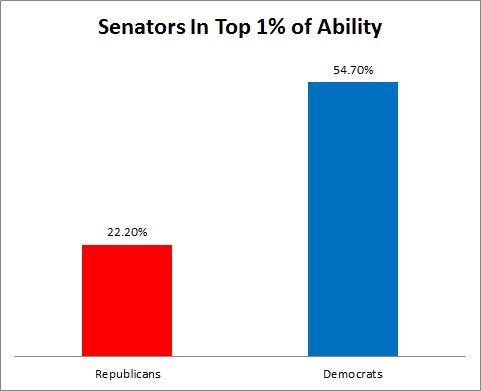 Senators In Top 1% of Ability
54.70%
22.20%
Republicans
Democrats